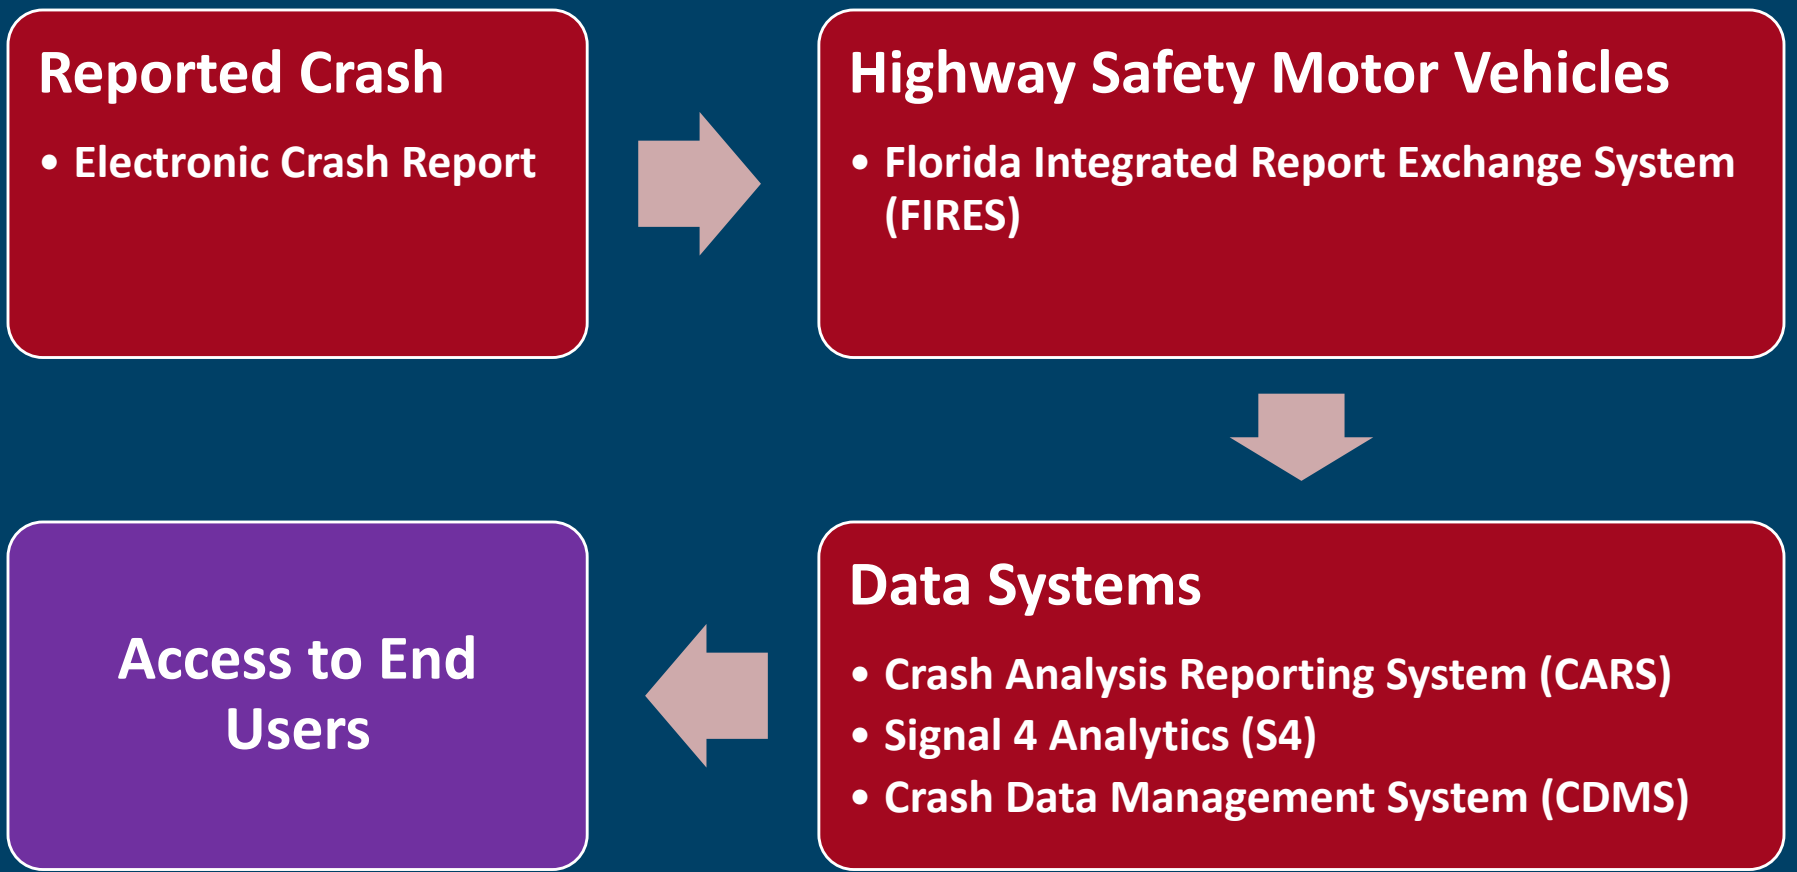 Reported Crash
• Electronic Crash Report
Highway Safety Motor Vehicles
• Florida Integrated Report Exchange System
(FIRES)
Data Systems
• Crash Analysis Reporting System (CARS)
• Signal 4 Analytics (S4)
• Crash Data Management System (CDMS)
Access to End
Users